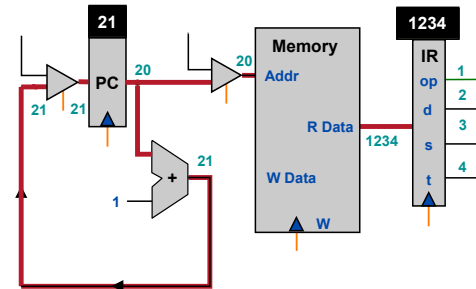 21
1234
PC
20
20
Memory
Addr
IR
op
1
d
2
s
3
t
4
21
21
R Data
1234
W Data
W
21
+
1